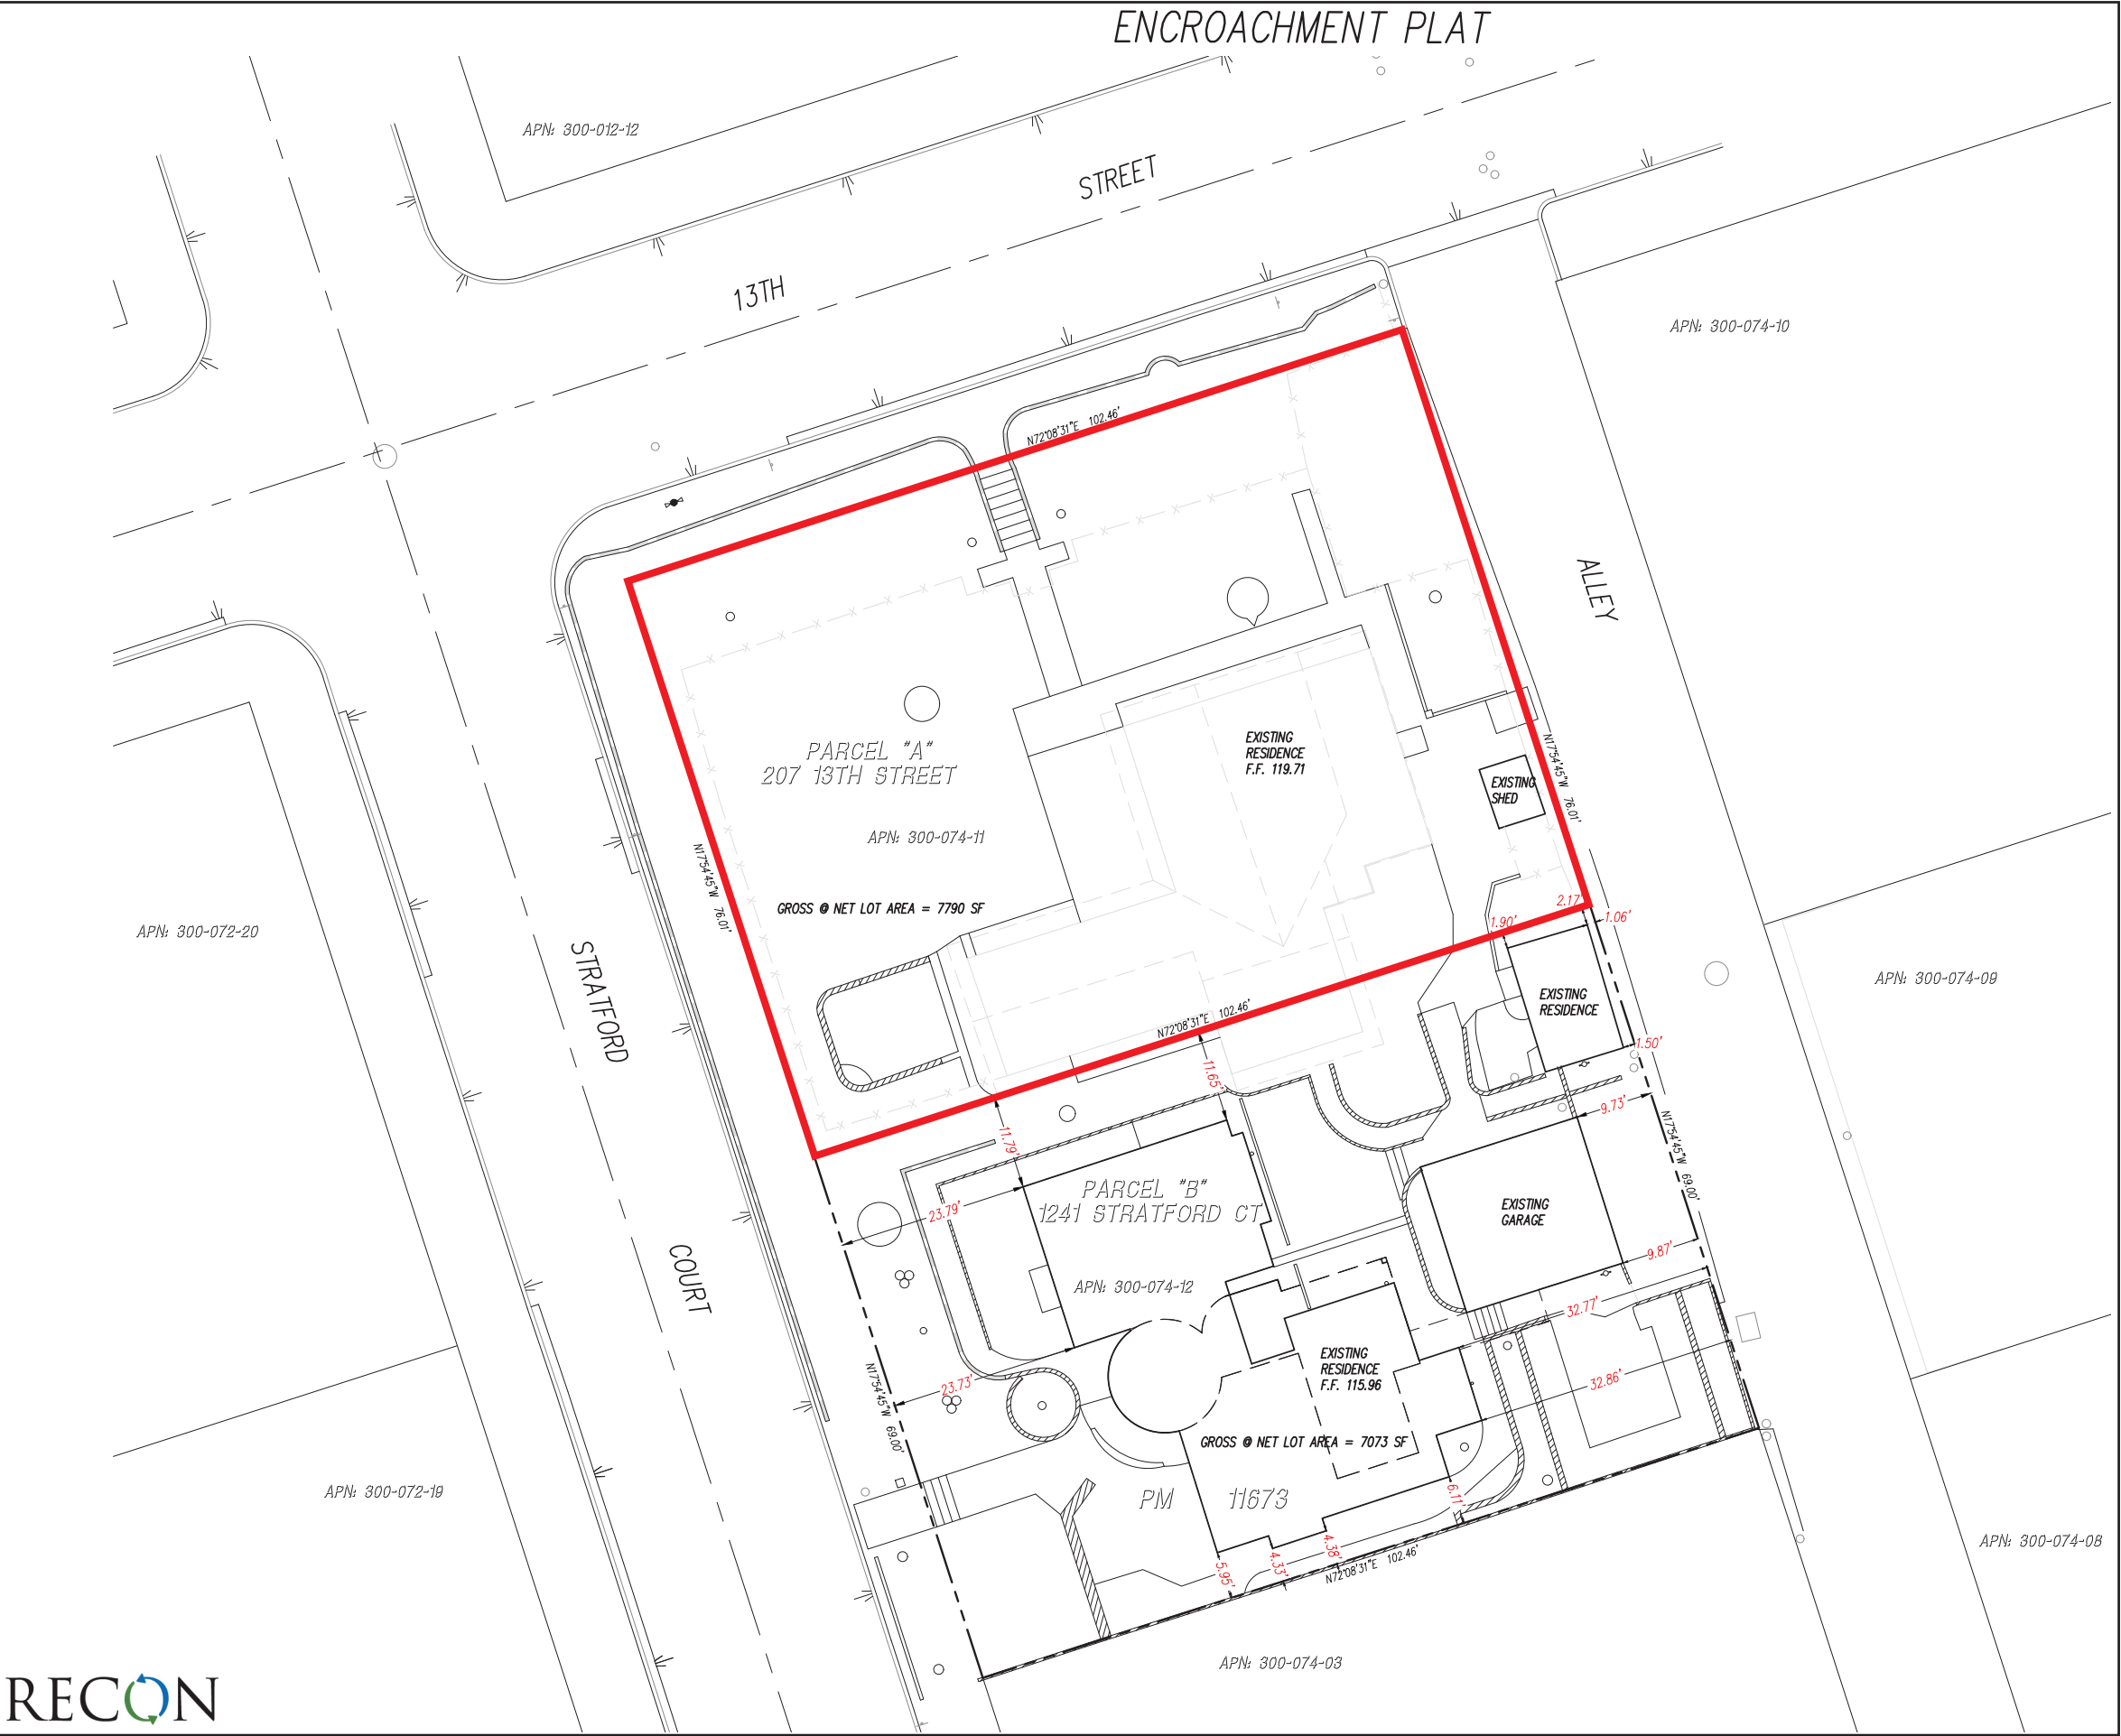 ENCROACHMENT PLAT
APN: 300-012-12
STREET
13TH
APN: 300-074-10
N72°08'31"E 102.46'
ALLEY
PARCEL "A"
207 13TH STREET
EXISTING
RESIDENCE
F.F. 119.71
N17°54'45"W 76.01'
EXISTING
SHED
APN: 300-074-11
N17°54'45"W 76.01'
GROSS @ NET LOT AREA = 7790 SF
2.17'
1.90'
1.06'
APN: 300-072-20
STRATFORD
APN: 300-074-09
EXISTING
RESIDENCE
N72°08'31"E 102.46'
1.50'
11.65'
9.73'
11.79'
N17°54'45"W 69.00'
PARCEL "B"
1241 STRATFORD CT
23.79'
EXISTING
GARAGE
COURT
9.87'
APN: 300-074-12
32.77'
EXISTING
RESIDENCE
F.F. 115.96
32.86'
23.73'
N17°54'45"W 69.00'
GROSS @ NET LOT AREA = 7073 SF
APN: 300-072-19
PM 11673
6.11'
4.38'
4.33'
5.95'
N72°08'31"E 102.46'
APN: 300-074-08
APN: 300-074-03
RECON